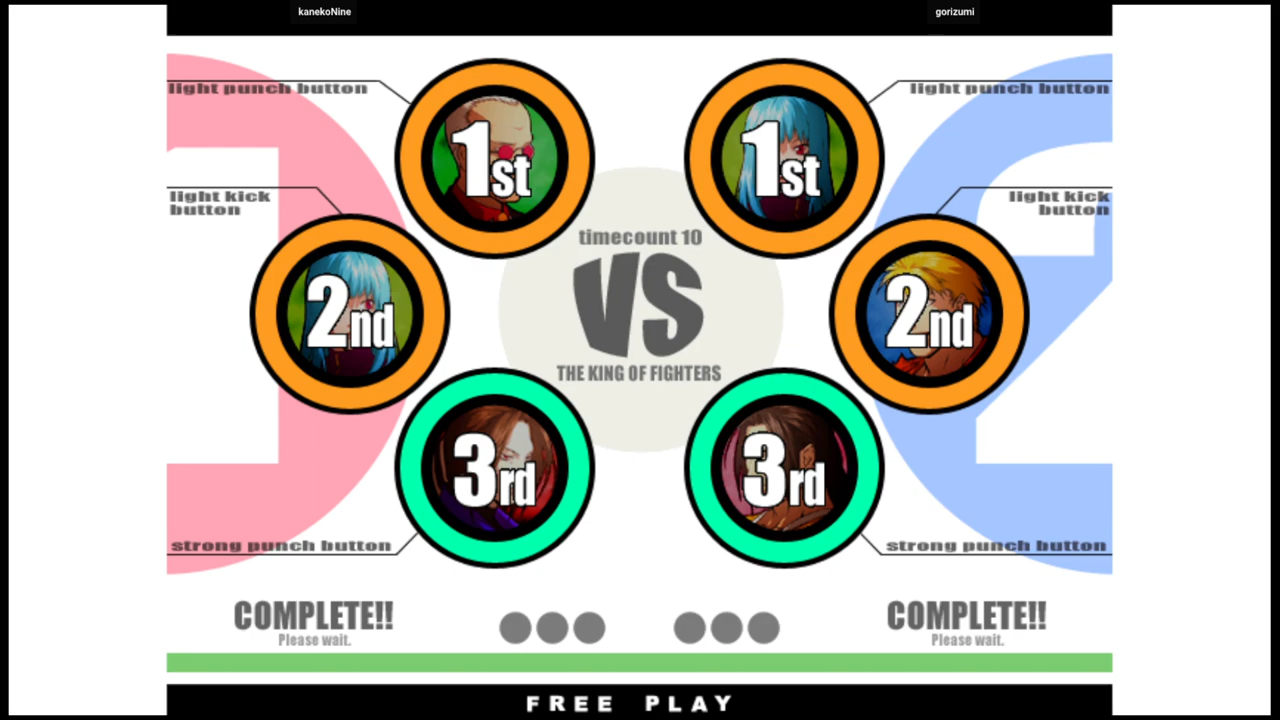 kanekoNine
gorizumi
light punch button
light punch button
1st
1st
light kick
button
light kick
button
timecount 10
VS
THE KING OF FIGHTERS
2nd
2nd
3rd
3rd
strong punch button
strong punch button
COMPLETE!!
Please wait.
COMPLETE!!
Please wait.
FREE PLAY